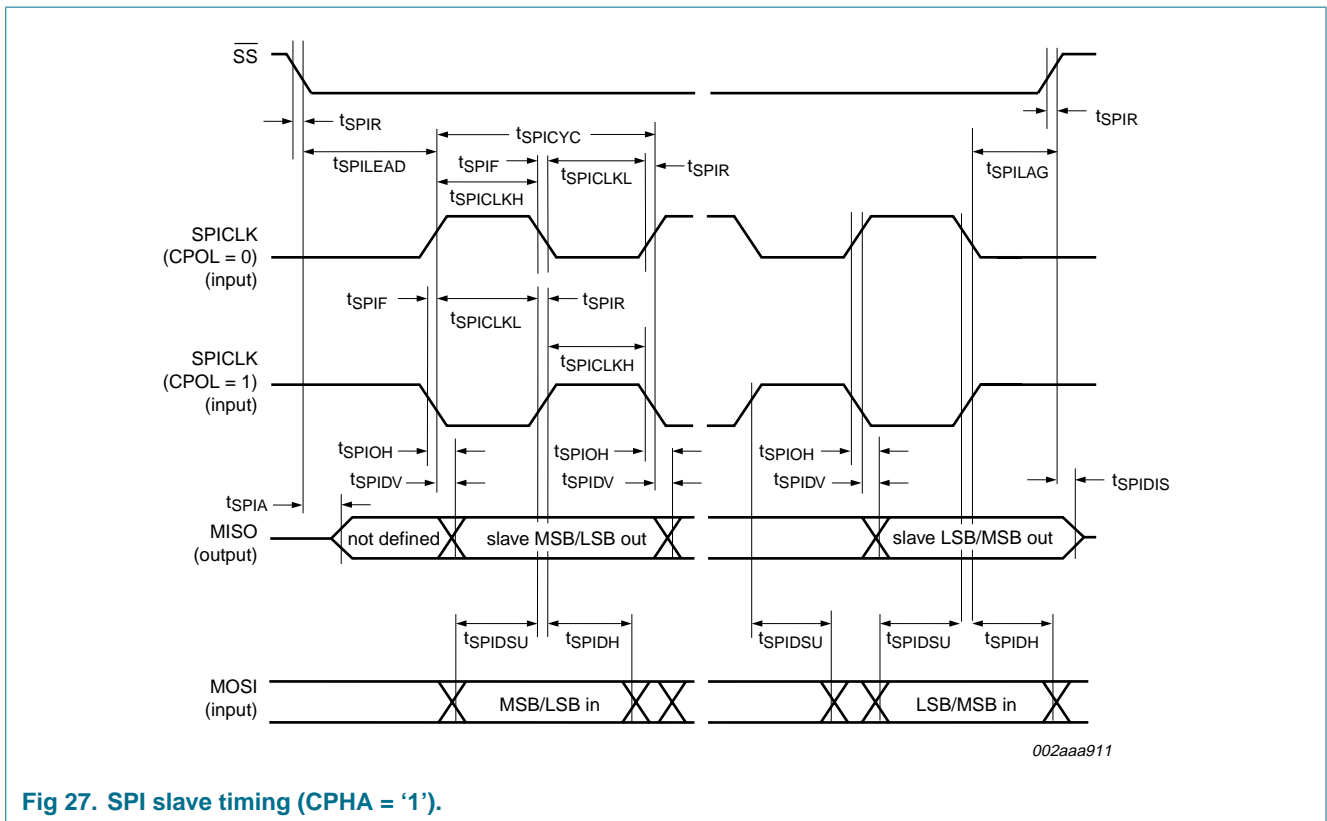 SS
tSPIR
tSPICYC
tSPIR
tSPILEAD
tSPIF
tSPICLKL
tSPIR
tSPILAG
tSPICLKH
SPICLK
(CPOL = 0)
(input)
tSPIF
tSPICLKL
tSPIR
SPICLK
(CPOL = 1)
(input)
tSPICLKH
tSPIOH
tSPIOH
tSPIOH
tSPIDV
tSPIDV
tSPIDV
tSPIDIS
tSPIA
MISO
(output)
not defined
slave MSB/LSB out
slave LSB/MSB out
tSPIDSU
tSPIDH
tSPIDSU
tSPIDSU
tSPIDH
MOSI
(input)
MSB/LSB in
LSB/MSB in
002aaa911
Fig 27. SPI slave timing (CPHA = ‘1’).